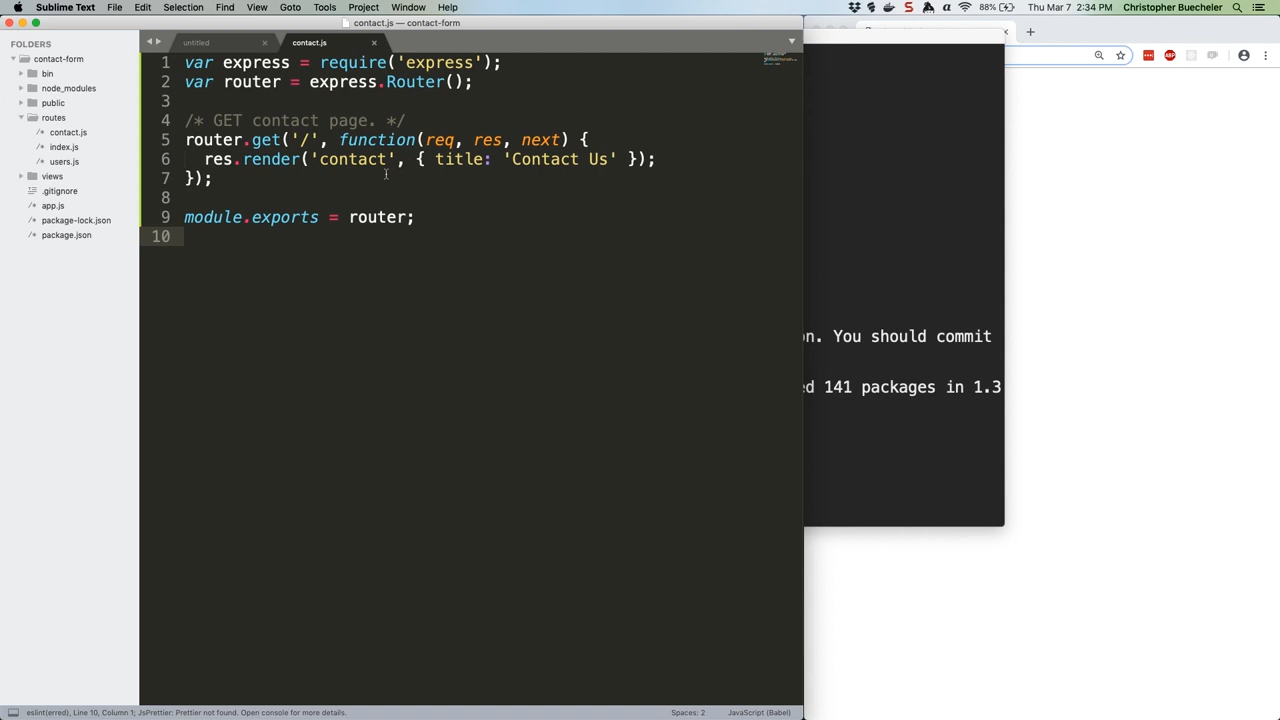 Sublime Text File Edit Selection Find View Goto Tools Project Window Help
88% Thu Mar 7 2:34 PM Christopher Buecheler
contact.js — contact-form
FOLDERS
contact-form
bin
node_modules
public
routes
/* contact.js
/* index.js
/* users.js
views
.gitignore
/* app.js
/* package-lock.json
/* package.json
untitled
contact.js
1 var express = require('express');
2 var router = express.Router();
3
4 /* GET contact page. */
5 router.get('/', function(req, res, next) {
6 res.render('contact', { title: 'Contact Us' });
7 });
8
9 module.exports = router;
10
on. You should commit
ed 141 packages in 1.3
ABP
eslint(erred), Line 10, Column 1; JsPrettier: Prettier not found. Open console for more details.
Spaces: 2
JavaScript (Babel)